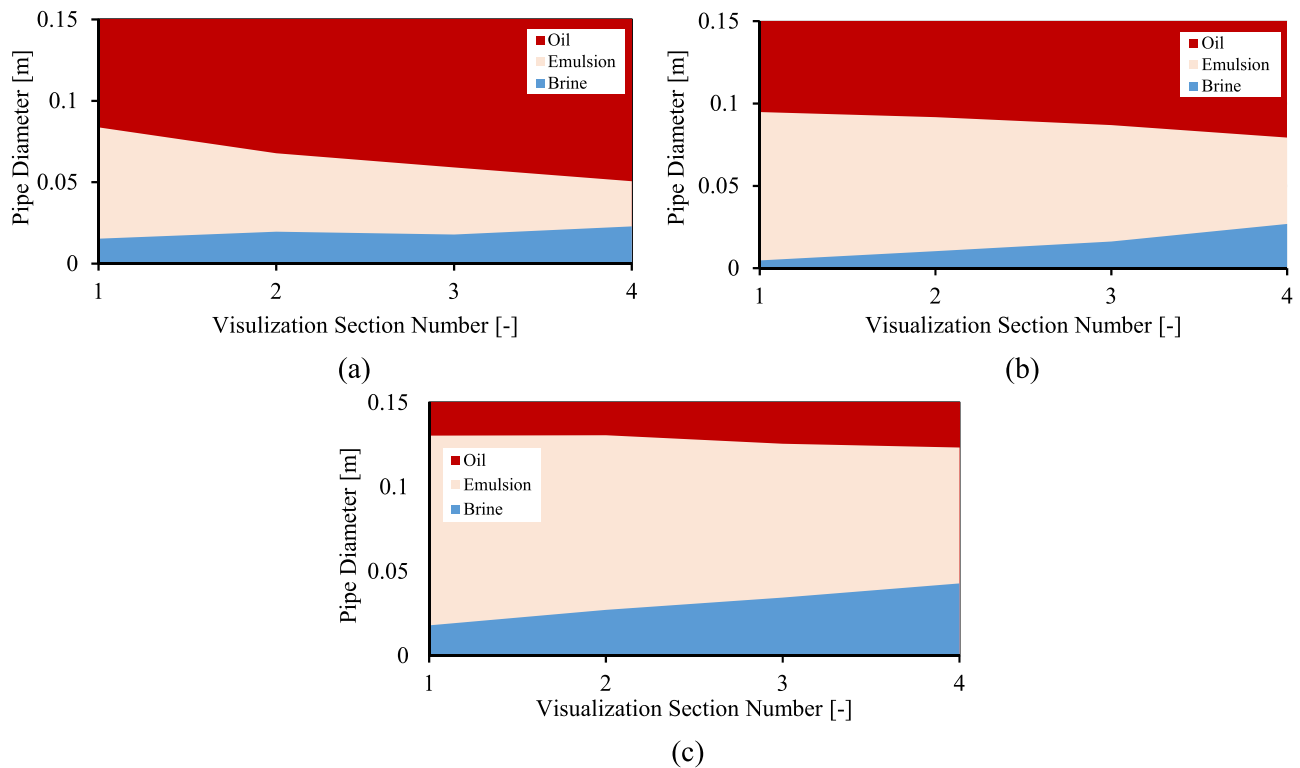 Pipe Diameter [m]
0.15
0.1
0.05
0
Oil
Emulsion
Brine
1 2 3 4
Visulization Section Number [-]
(a)
Pipe Diameter [m]
0.15
0.1
0.05
0
Oil
Emulsion
Brine
1 2 3 4
Visualization Section Number [-]
(b)
Pipe Diameter [m]
0.15
0.1
0.05
0
Oil
Emulsion
Brine
1 2 3 4
Visualization Section Number [-]
(c)